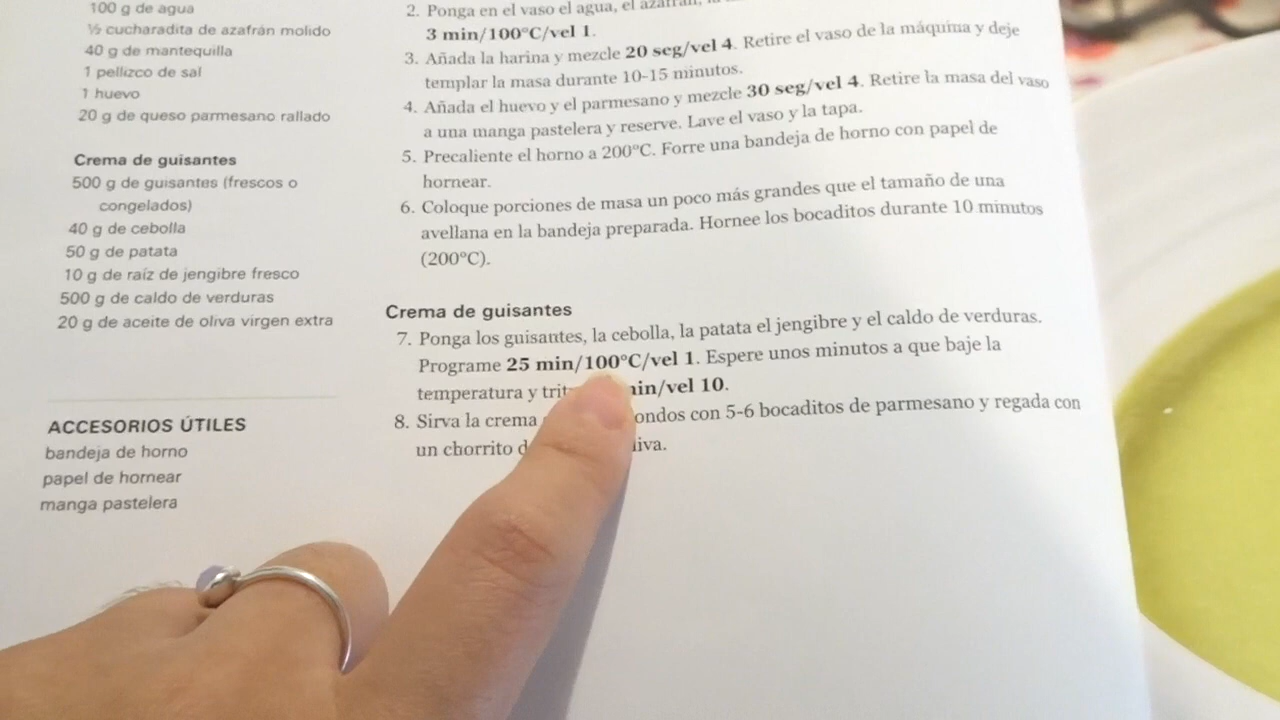 100 g de agua
½ cucharadita de azafrán molido
40 g de mantequilla
1 pellizco de sal
1 huevo
20 g de queso parmesano rallado
Crema de guisantes
500 g de guisantes (frescos o
congelados)
40 g de cebolla
50 g de patata
10 g de raíz de jengibre fresco
500 g de caldo de verduras
20 g de aceite de oliva virgen extra
ACCESORIOS ÚTILES
bandeja de horno
papel de hornear
manga pastelera
2. Ponga en el vaso el agua, el azafrán,
3 min/100°C/vel 1.
3. Añada la harina y mezcle 20 seg/vel 4. Retire el vaso de la máquina y deje
templar la masa durante 10-15 minutos.
4. Añada el huevo y el parmesano y mezcle 30 seg/vel 4. Retire la masa del vaso
a una manga pastelera y reserve. Lave el vaso y la tapa.
5. Precaliente el horno a 200°C. Forre una bandeja de horno con papel de
hornear.
6. Coloque porciones de masa un poco más grandes que el tamaño de una
avellana en la bandeja preparada. Hornee los bocaditos durante 10 minutos
(200°C).
Crema de guisantes
7. Ponga los guisantes, la cebolla, la patata el jengibre y el caldo de verduras.
Programe 25 min/100°C/vel 1. Espere unos minutos a que baje la
temperatura y min/vel 10.
8. Sirva la crema ondos con 5-6 bocaditos de parmesano y regada con
un chorrito liva.